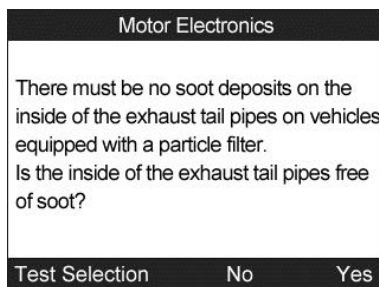 Motor Electronics
There must be no soot deposits on the
inside of the exhaust tail pipes on vehicles
equipped with a particle filter.
Is the inside of the exhaust tail pipes free
of soot?
Test Selection No Yes